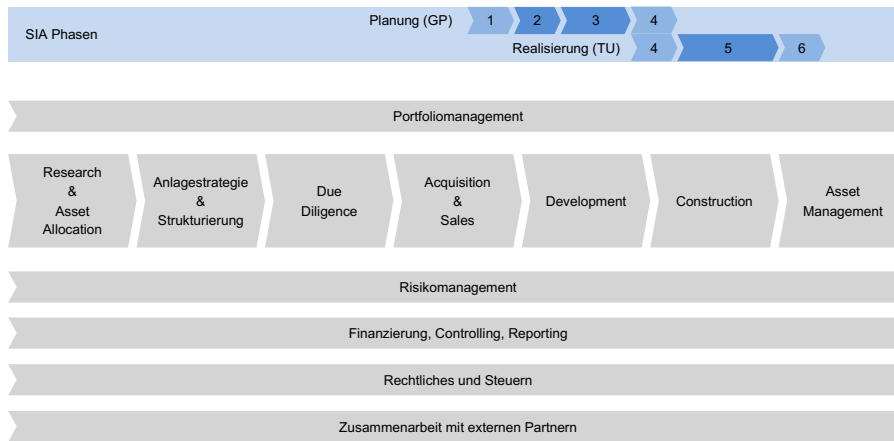 Planung (GP) 1 2 3 4
SIA Phasen
Realisierung (TU) 4 5 6
Portfoliomanagement
Research
&
Asset
Allocation
Anlagestrategie
&
Strukturierung
Due
Diligence
Acquisition
&
Sales
Development
Construction
Asset
Management
Risikomanagement
Finanzierung, Controlling, Reporting
Rechtliches und Steuern
Zusammenarbeit mit externen Partnern